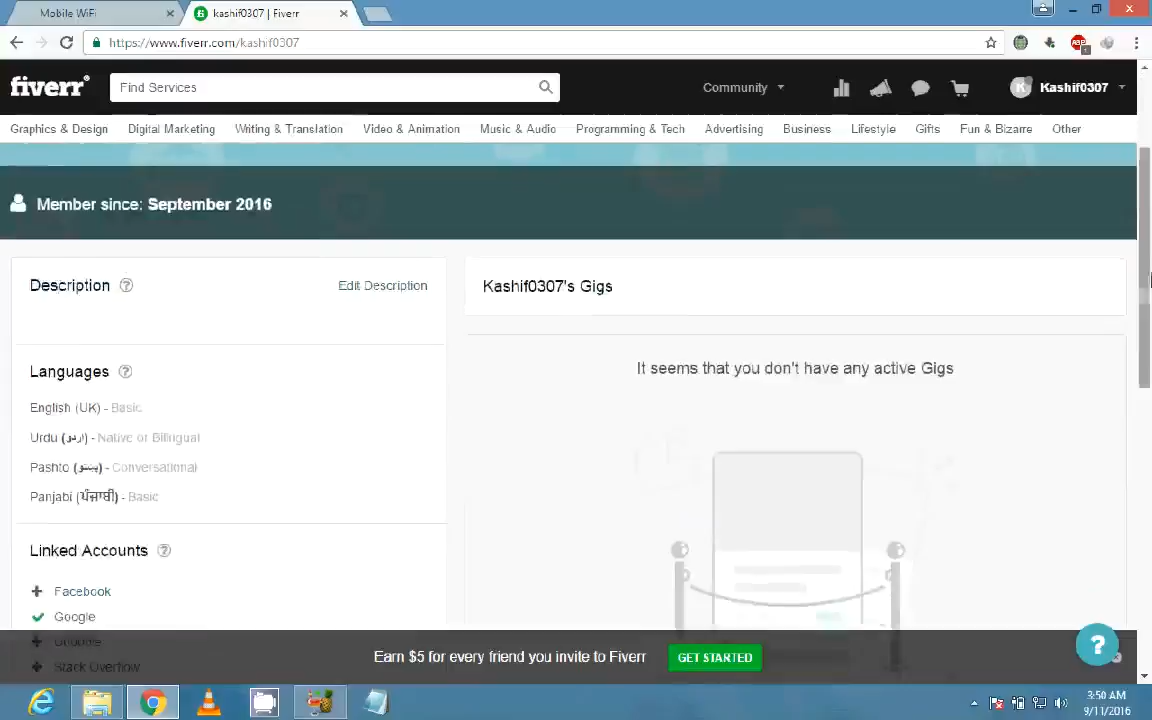 Mobile WiFi
kashif0307 | Fiverr
https://www.fiverr.com/kashif0307
ABP
1
fiverr®
Find Services
Community
K
Kashif0307
Graphics & Design
Digital Marketing
Writing & Translation
Video & Animation
Music & Audio
Programming & Tech
Advertising
Business
Lifestyle
Gifts
Fun & Bizarre
Other
Member since: September 2016
Description ?
Edit Description
Kashif0307's Gigs
It seems that you don't have any active Gigs
Languages ?
English (UK) - Basic
Urdu (اردو) - Native or Bilingual
Pashto (پښتو) - Conversational
Panjabi (ਪੰਜਾਬੀ) - Basic
Linked Accounts ?
Facebook
Google
Dribbble
Stack Overflow
Earn $5 for every friend you invite to Fiverr
GET STARTED
?
3:50 AM
9/11/2016